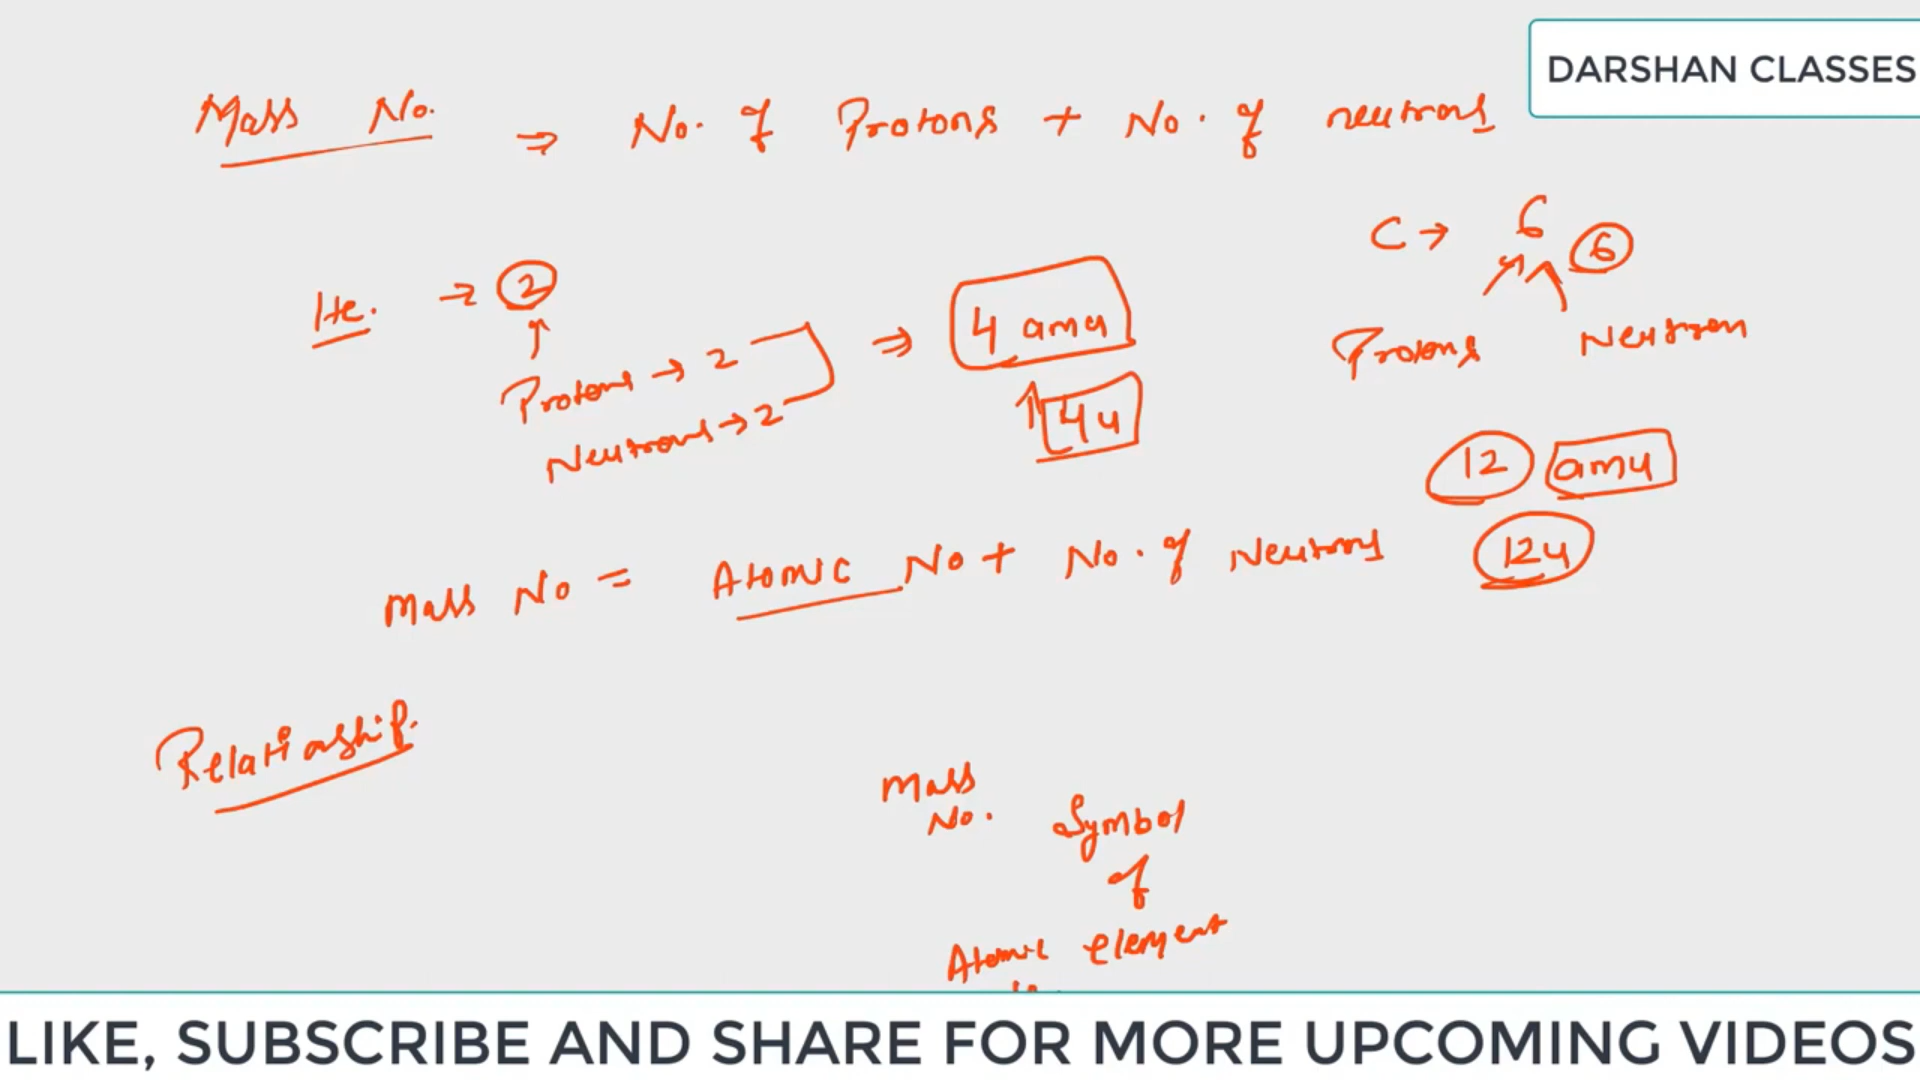 DARSHAN CLASSES
Mass No. ⇒ No. of Protons + No. of neutrons
C → 6 6
Protons Neutron
He. → 2
Protons → 2
Neutrons → 2
⇒ 4 amu
4u
12 amu
12u
Mass No = Atomic No + No. of Neutrons
Relationship.
Mass
No. Symbol
of
Atomic element
LIKE, SUBSCRIBE AND SHARE FOR MORE UPCOMING VIDEOS